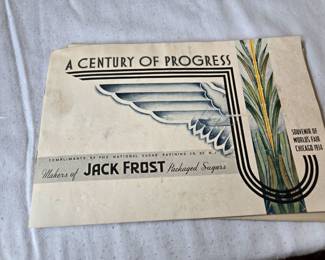 A CENTURY OF PROGRESS
COMPLIMENTS OF THE NATIONAL SUGAR REFINING CO. OF N.J.
Makers of JACK FROST Packaged Sugars
SOUVENIR OF
WORLD'S FAIR
CHICAGO 1934